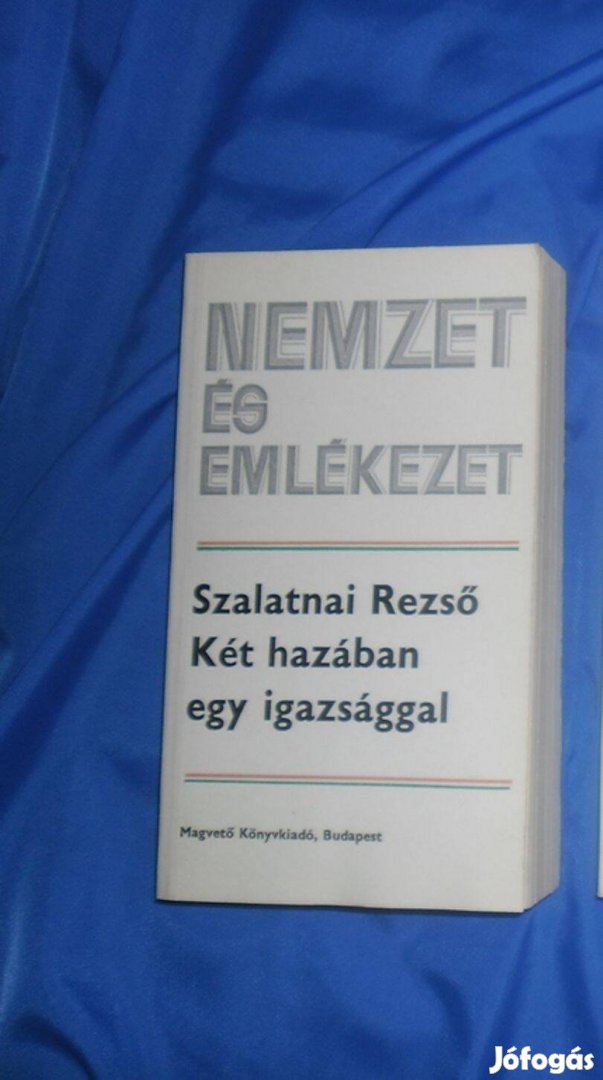 NEMZET
ÉS
EMLÉKEZET
Szalatnai Rezső
Két hazában
egy igazsággal
Magvető Könyvkiadó, Budapest
Jófogás